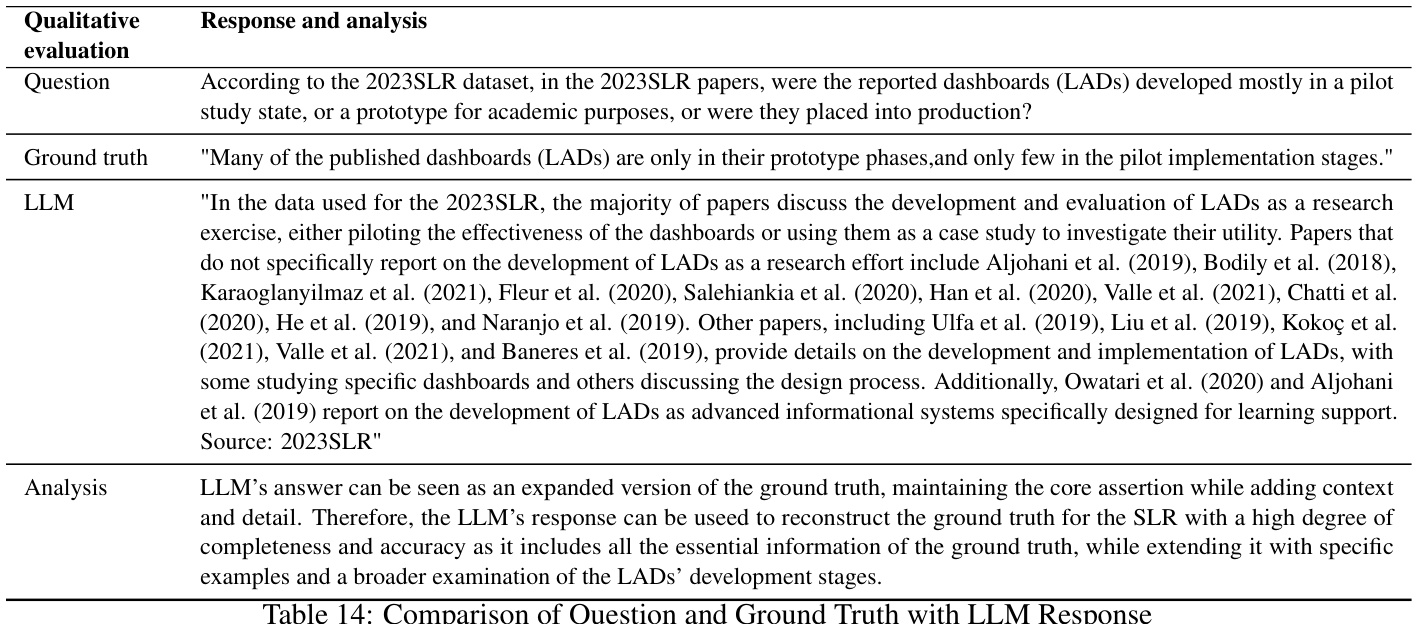 Qualitative evaluation Response and analysis
Question According to the 2023SLR dataset, in the 2023SLR papers, were the reported dashboards (LADs) developed mostly in a pilot
study state, or a prototype for academic purposes, or were they placed into production?
Ground truth "Many of the published dashboards (LADs) are only in their prototype phases,and only few in the pilot implementation stages."
LLM "In the data used for the 2023SLR, the majority of papers discuss the development and evaluation of LADs as a research
exercise, either piloting the effectiveness of the dashboards or using them as a case study to investigate their utility. Papers that
do not specifically report on the development of LADs as a research effort include Aljohani et al. (2019), Bodily et al. (2018),
Karaoglanyilmaz et al. (2021), Fleur et al. (2020), Salehiankia et al. (2020), Han et al. (2020), Valle et al. (2021), Chatti et al.
(2020), He et al. (2019), and Naranjo et al. (2019). Other papers, including Ulfa et al. (2019), Liu et al. (2019), Kokoç et al.
(2021), Valle et al. (2021), and Baneres et al. (2019), provide details on the development and implementation of LADs, with
some studying specific dashboards and others discussing the design process. Additionally, Owatari et al. (2020) and Aljohani
et al. (2019) report on the development of LADs as advanced informational systems specifically designed for learning support.
Source: 2023SLR"
Analysis LLM's answer can be seen as an expanded version of the ground truth, maintaining the core assertion while adding context
and detail. Therefore, the LLM's response can be useed to reconstruct the ground truth for the SLR with a high degree of
completeness and accuracy as it includes all the essential information of the ground truth, while extending it with specific
examples and a broader examination of the LADs' development stages.
Table 14: Comparison of Question and Ground Truth with LLM Response